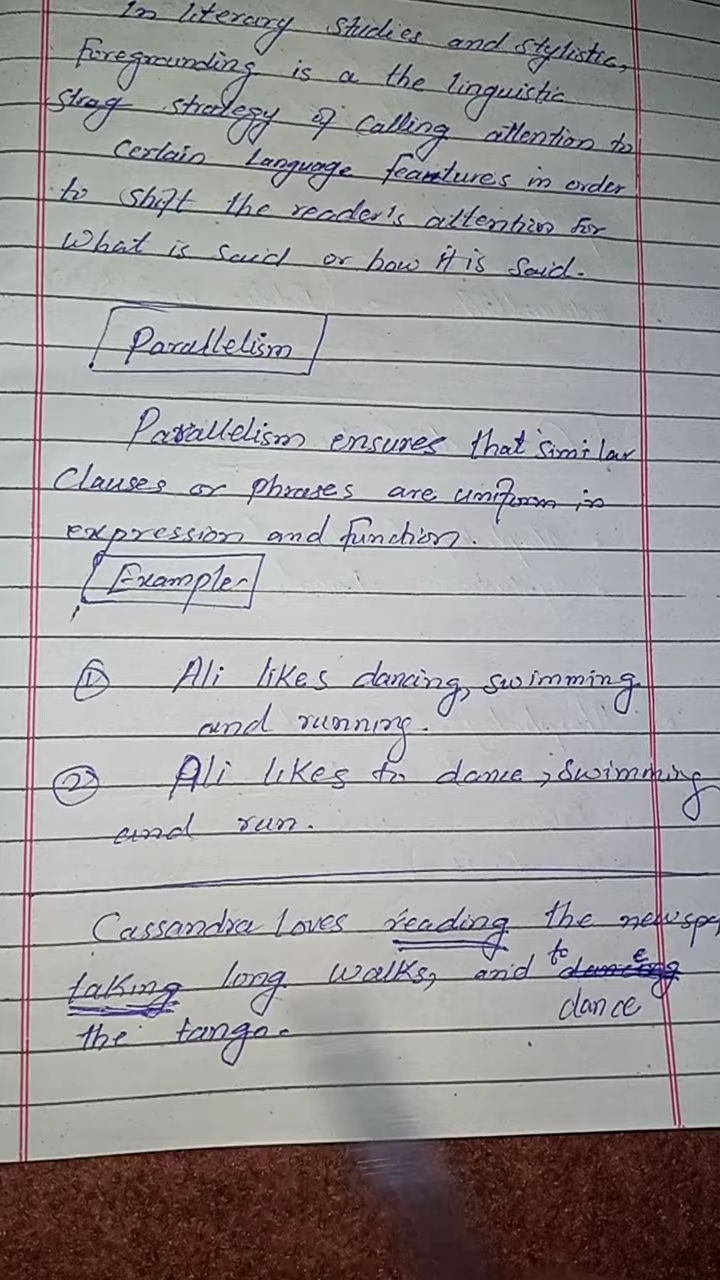 In literary studies and stylistic,
Foregrounding is a the linguistic
strag strategy of calling attention to
certain language features in order
to shift the reader's attention for
what is said or how it is said.
Parallelism
Parallelism ensures that similar
Clauses or phrases are uniform in
expression and function.
Example
① Ali likes dancing, swimming
and running.
② Ali likes to dance, swimming
and run.
Cassandra loves reading the newspe
taking long walks, and to
dance
the tango.